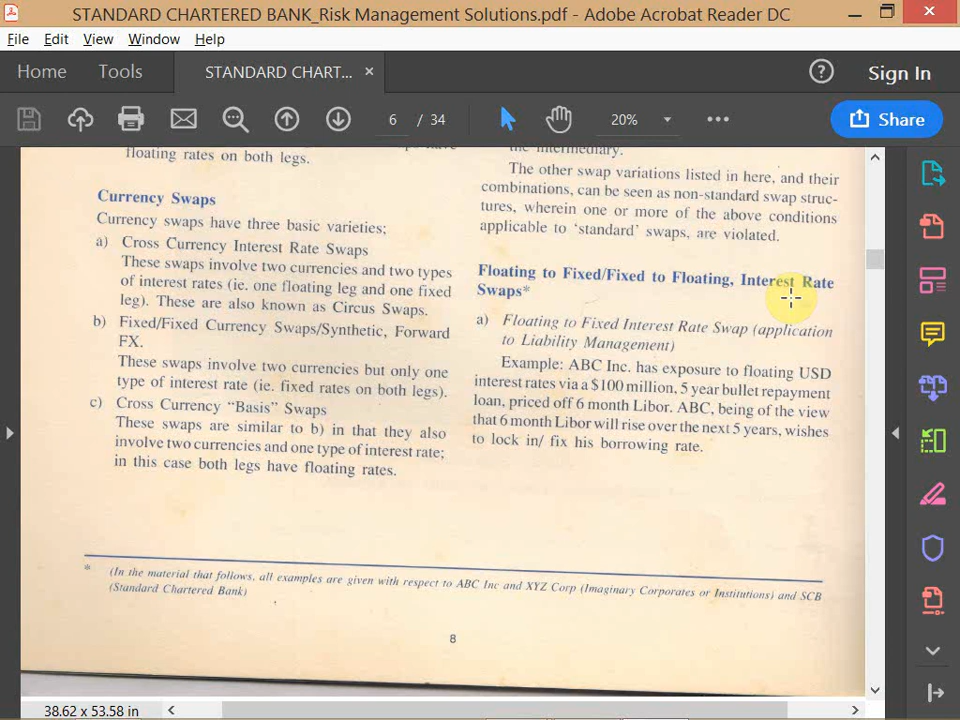 STANDARD CHARTERED BANK_Risk Management Solutions.pdf - Adobe Acrobat Reader DC
File Edit View Window Help
Home Tools STANDARD CHART... × ? Sign In
6 / 34 20% Share
floating rates on both legs.
Currency Swaps
Currency swaps have three basic varieties;
a) Cross Currency Interest Rate Swaps
These swaps involve two currencies and two types
of interest rates (ie. one floating leg and one fixed
leg). These are also known as Circus Swaps.
b) Fixed/Fixed Currency Swaps/Synthetic, Forward
FX.
These swaps involve two currencies but only one
type of interest rate (ie. fixed rates on both legs).
c) Cross Currency "Basis" Swaps
These swaps are similar to b) in that they also
involve two currencies and one type of interest rate;
in this case both legs have floating rates.
the intermediary.
The other swap variations listed in here, and their
combinations, can be seen as non-standard swap struc-
tures, wherein one or more of the above conditions
applicable to 'standard' swaps, are violated.
Floating to Fixed/Fixed to Floating, Interest Rate
Swaps*
a) Floating to Fixed Interest Rate Swap (application
to Liability Management)
Example: ABC Inc. has exposure to floating USD
interest rates via a $100 million, 5 year bullet repayment
loan, priced off 6 month Libor. ABC, being of the view
that 6 month Libor will rise over the next 5 years, wishes
to lock in/ fix his borrowing rate.
* (In the material that follows, all examples are given with respect to ABC Inc and XYZ Corp (Imaginary Corporates or Institutions) and SCB
(Standard Chartered Bank)
8
38.62 x 53.58 in